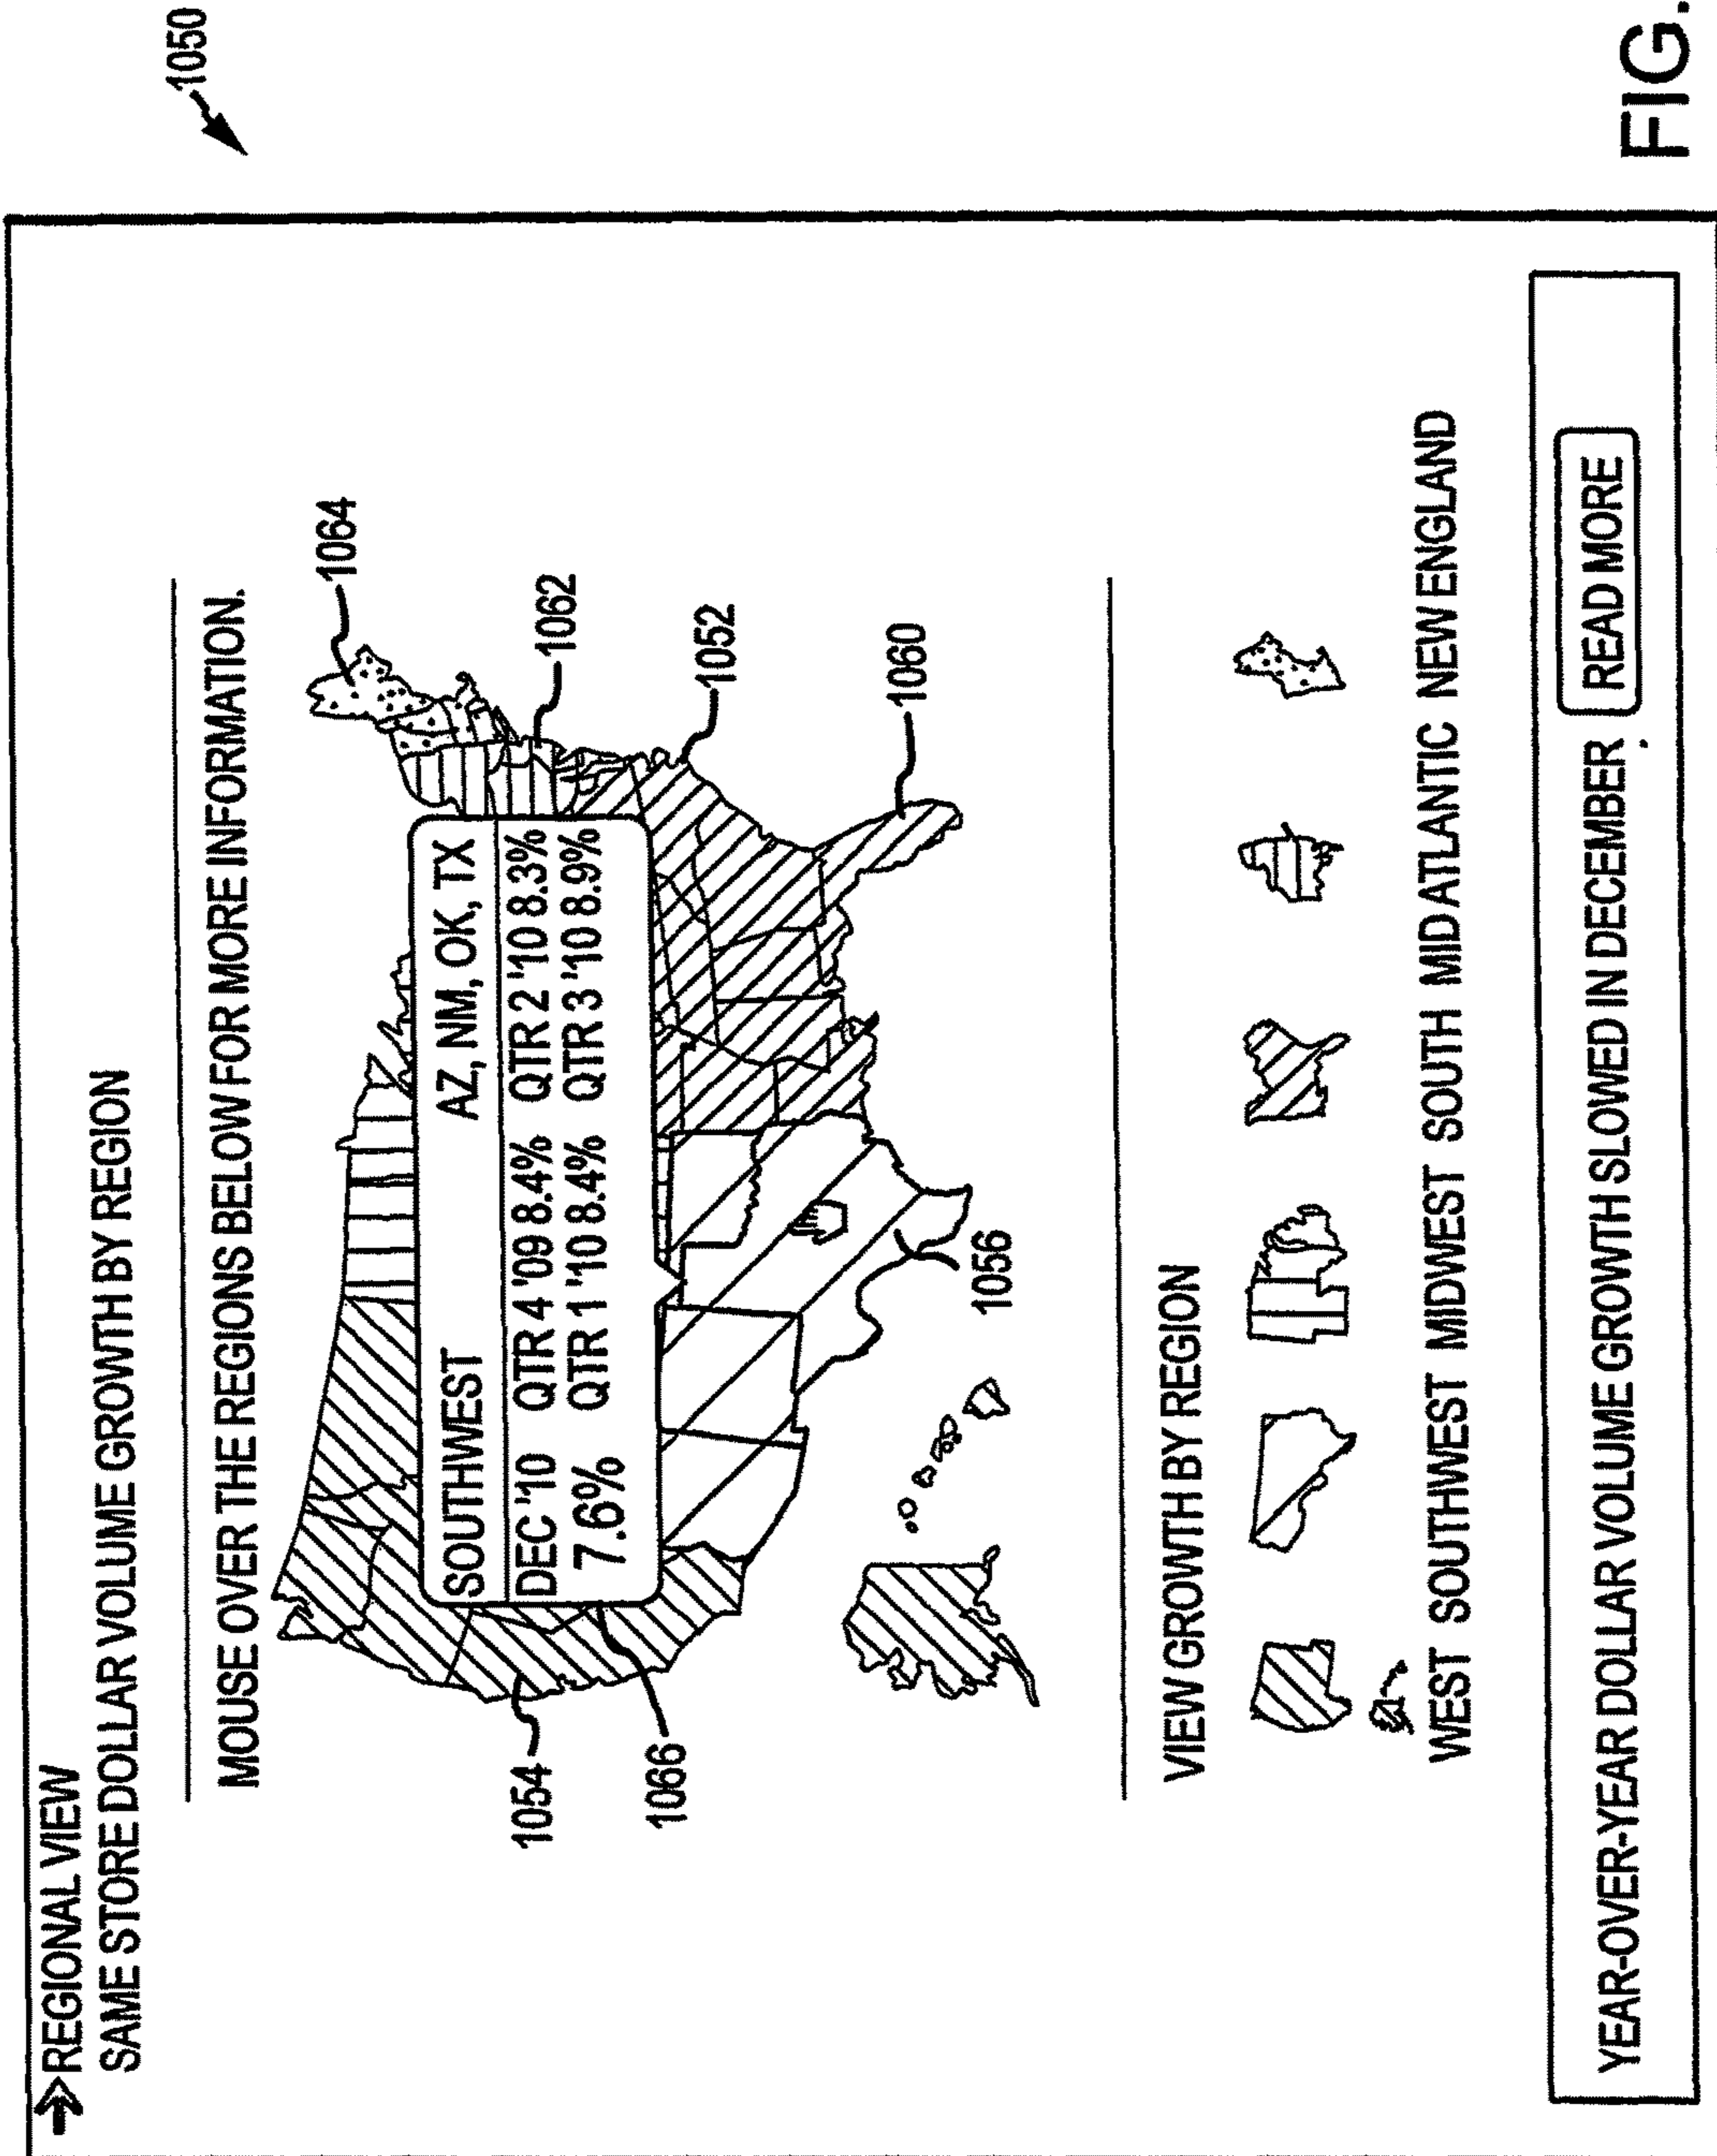 REGIONAL VIEW
SAME STORE DOLLAR VOLUME GROWTH BY REGION
1050
MOUSE OVER THE REGIONS BELOW FOR MORE INFORMATION.
1064
SOUTHWEST AZ, NM, OK, TX
DEC '10 QTR 4 '09 8.4% QTR 2 '10 8.3%
7.6% QTR 1 '10 8.4% QTR 3 '10 8.9%
1054
1062
1066
1052
1060
1056
VIEW GROWTH BY REGION
WEST SOUTHWEST MIDWEST SOUTH MID ATLANTIC NEW ENGLAND
YEAR-OVER-YEAR DOLLAR VOLUME GROWTH SLOWED IN DECEMBER READ MORE
FIG.